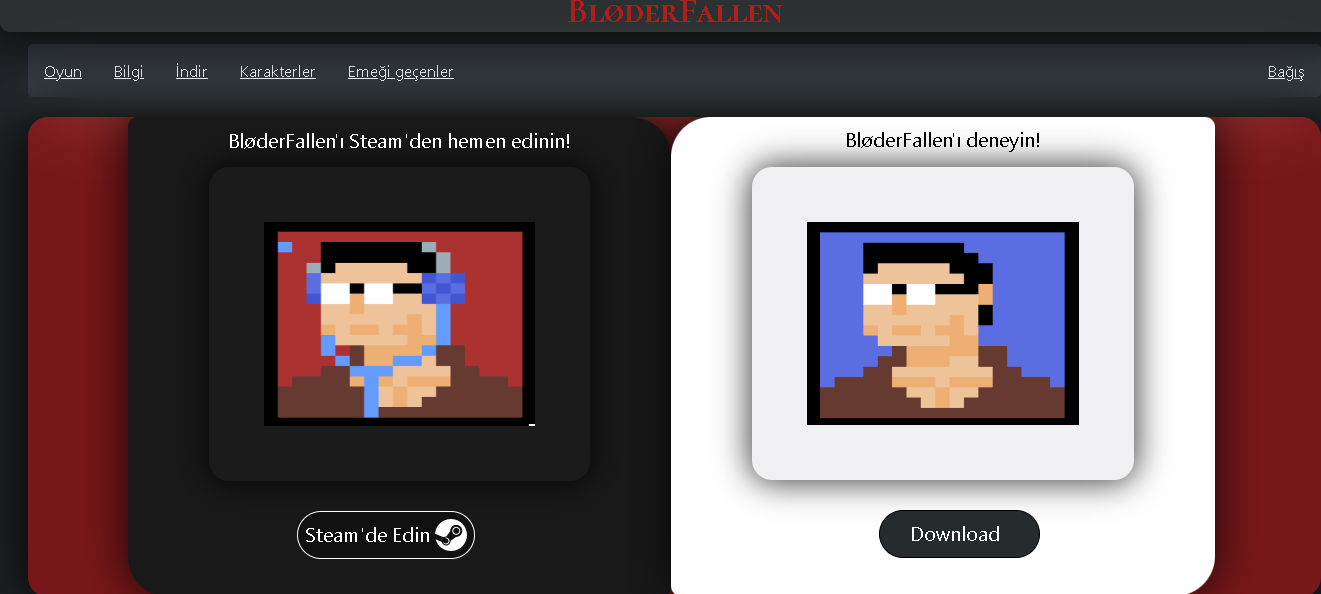 BløderFallen
Oyun Bilgi İndir Karakterler Emeği geçenler Bağış
BløderFallen'ı Steam'den hemen edinin!
BløderFallen'ı deneyin!
Steam'de Edin
Download